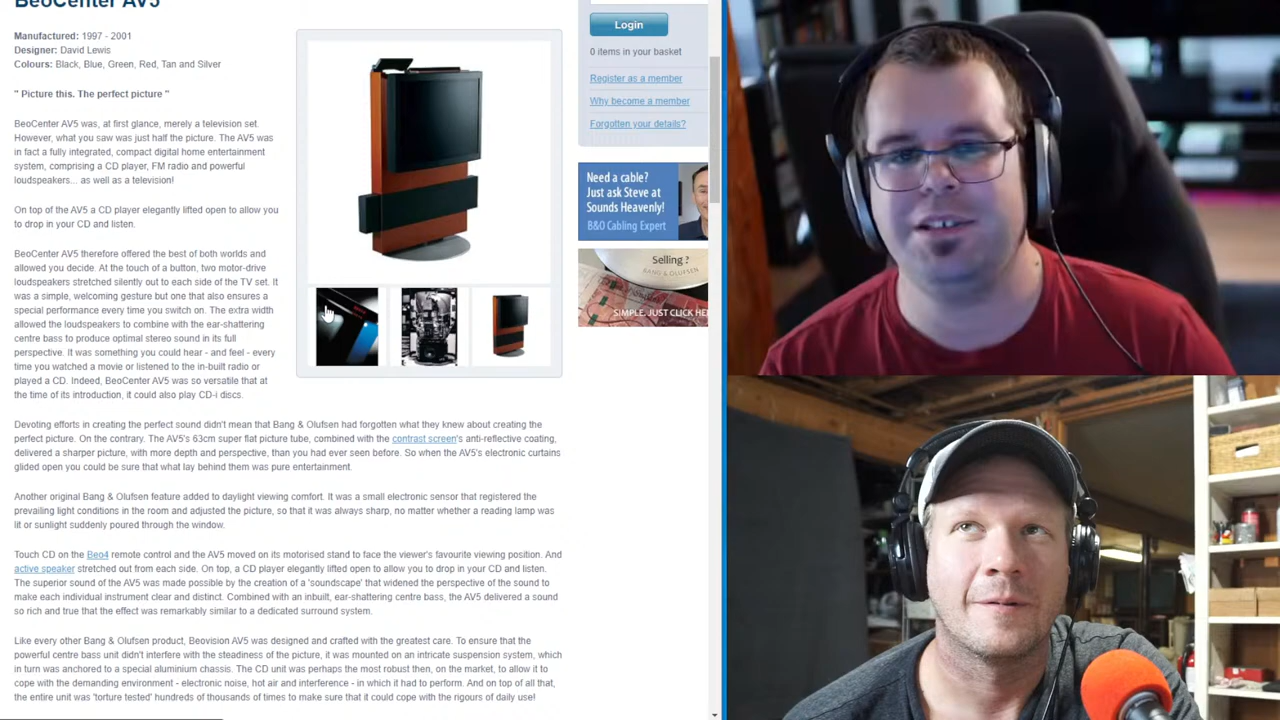 BeoCenter AV5
Manufactured: 1997 - 2001
Designer: David Lewis
Colours: Black, Blue, Green, Red, Tan and Silver
" Picture this. The perfect picture "
BeoCenter AV5 was, at first glance, merely a television set.
However, what you saw was just half the picture. The AV5 was
in fact a fully integrated, compact digital home entertainment
system, comprising a CD player, FM radio and powerful
loudspeakers... as well as a television!
On top of the AV5 a CD player elegantly lifted open to allow you
to drop in your CD and listen.
BeoCenter AV5 therefore offered the best of both worlds and
allowed you decide. At the touch of a button, two motor-drive
loudspeakers stretched silently out to each side of the TV set. It
was a simple, welcoming gesture but one that also ensures a
special performance every time you switch on. The extra width
allowed the loudspeakers to combine with the ear-shattering
centre bass to produce optimal stereo sound in its full
perspective. It was something you could hear - and feel - every
time you watched a movie or listened to the in-built radio or
played a CD. Indeed, BeoCenter AV5 was so versatile that at
the time of its introduction, it could also play CD-i discs.
Devoting efforts in creating the perfect sound didn't mean that Bang & Olufsen had forgotten what they knew about creating the
perfect picture. On the contrary. The AV5's 63cm super flat picture tube, combined with the contrast screen's anti-reflective coating,
delivered a sharper picture, with more depth and perspective, than you had ever seen before. So when the AV5's electronic curtains
glided open you could be sure that what lay behind them was pure entertainment.
Another original Bang & Olufsen feature added to daylight viewing comfort. It was a small electronic sensor that registered the
prevailing light conditions in the room and adjusted the picture, so that it was always sharp, no matter whether a reading lamp was
lit or sunlight suddenly poured through the window.
Touch CD on the Beo4 remote control and the AV5 moved on its motorised stand to face the viewer's favourite viewing position. And
active speaker stretched out from each side. On top, a CD player elegantly lifted open to allow you to drop in your CD and listen.
The superior sound of the AV5 was made possible by the creation of a 'soundscape' that widened the perspective of the sound to
make each individual instrument clear and distinct. Combined with an inbuilt, ear-shattering centre bass, the AV5 delivered a sound
so rich and true that the effect was remarkably similar to a dedicated surround system.
Like every other Bang & Olufsen product, Beovision AV5 was designed and crafted with the greatest care. To ensure that the
powerful centre bass unit didn't interfere with the steadiness of the picture, it was mounted on an intricate suspension system, which
in turn was anchored to a special aluminium chassis. The CD unit was perhaps the most robust then, on the market, to allow it to
cope with the demanding environment - electronic noise, hot air and interference - in which it had to perform. And on top of all that,
the entire unit was 'torture tested' hundreds of thousands of times to make sure that it could cope with the rigours of daily use!
Login
0 items in your basket
Register as a member
Why become a member
Forgotten your details?
Need a cable?
Just ask Steve at
Sounds Heavenly!
B&O Cabling Expert
Selling ?
BANG & OLUFSEN
SIMPLE. JUST CLICK HE